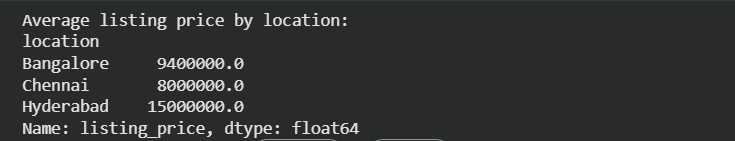 Average listing price by location:
location
Bangalore     9400000.0
Chennai       8000000.0
Hyderabad    15000000.0
Name: listing_price, dtype: float64